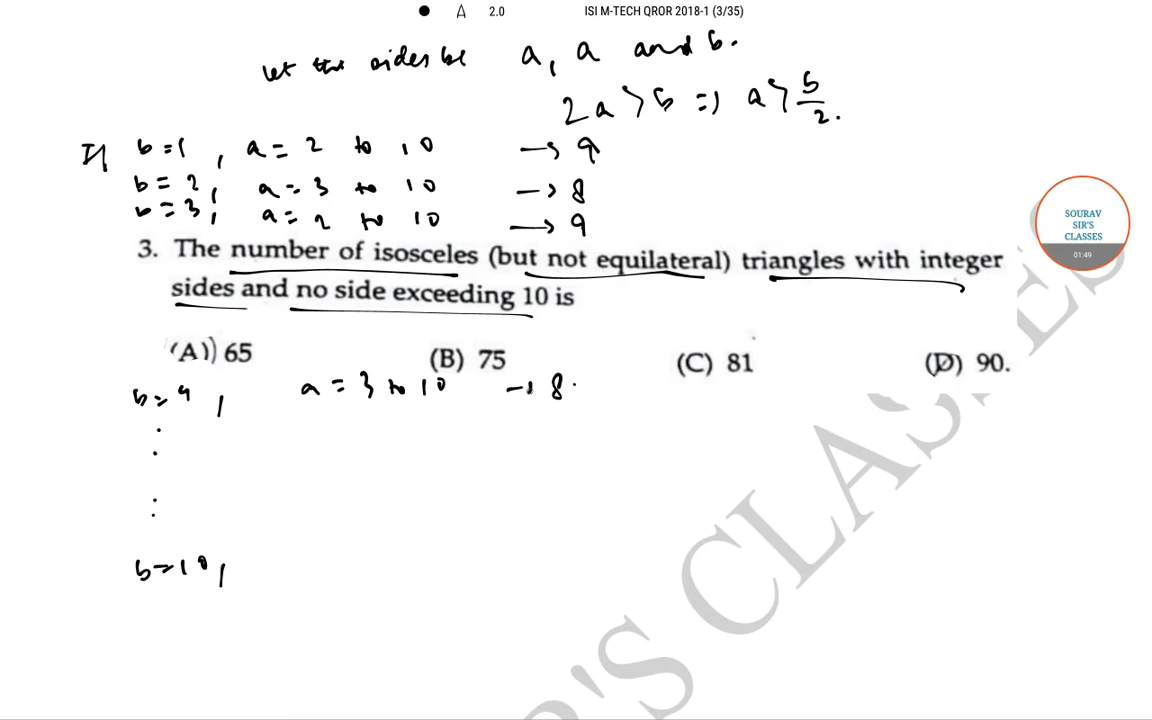 A 2.0 ISI M-TECH QROR 2018-1 (3/35)
let the sides be a, a and b.
2a > b => a > b/2.
If b=1, a = 2 to 10 → 9
b = 2, a = 3 to 10 → 8
b = 3, a = 2 to 10 → 9
SOURAV
SIR'S
CLASSES
01:49
3. The number of isosceles (but not equilateral) triangles with integer
sides and no side exceeding 10 is
(A) 65 (B) 75 (C) 81 (D) 90.
b = 4, a = 3 to 10 → 8.
b = 10,
R'S CLASSES